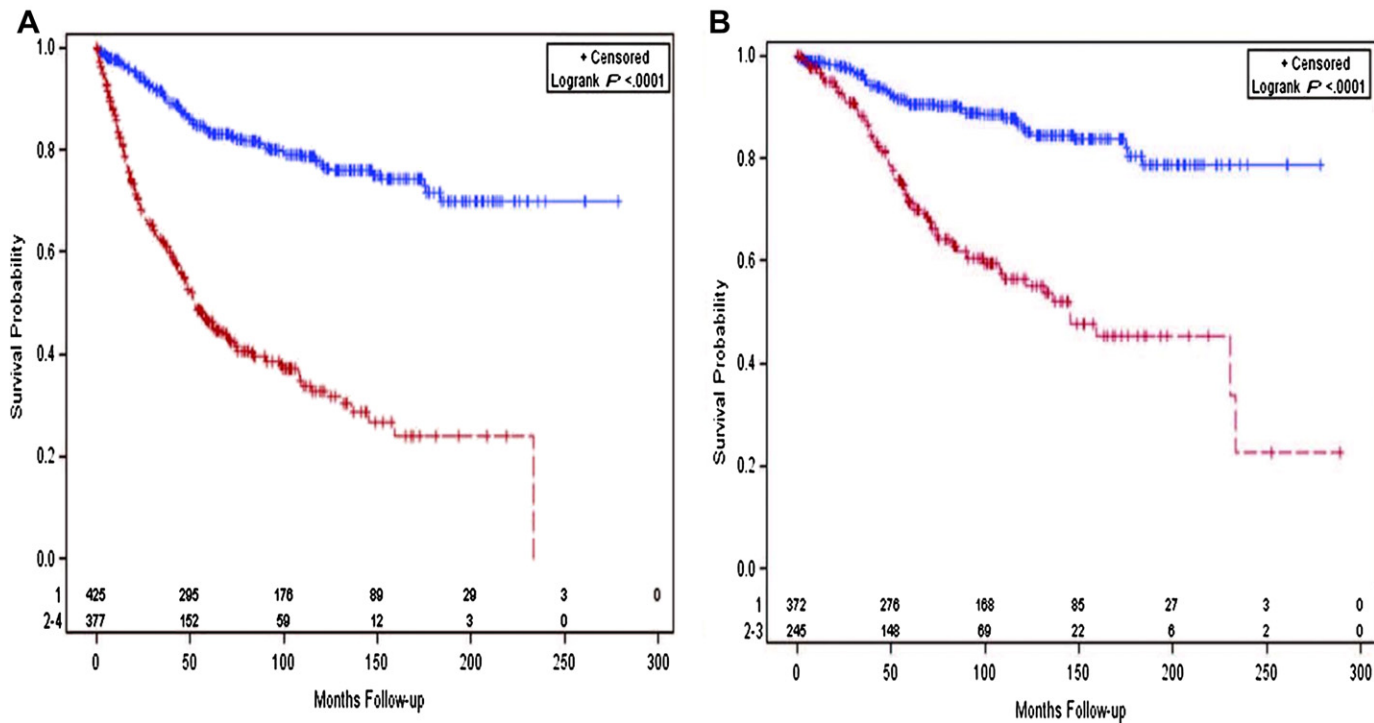 A
+ Censored
Logrank P <.0001
1.0
0.8
0.6
0.4
0.2
0.0
Survival Probability
1 425 295 176 89 29 3 0
2-4 377 152 59 12 3 0
0 50 100 150 200 250 300
Months Follow-up
B
+ Censored
Logrank P <.0001
1.0
0.8
0.6
0.4
0.2
0.0
Survival Probability
1 372 276 168 85 27 3 0
2-3 245 148 69 22 6 2 0
0 50 100 150 200 250 300
Months Follow-up